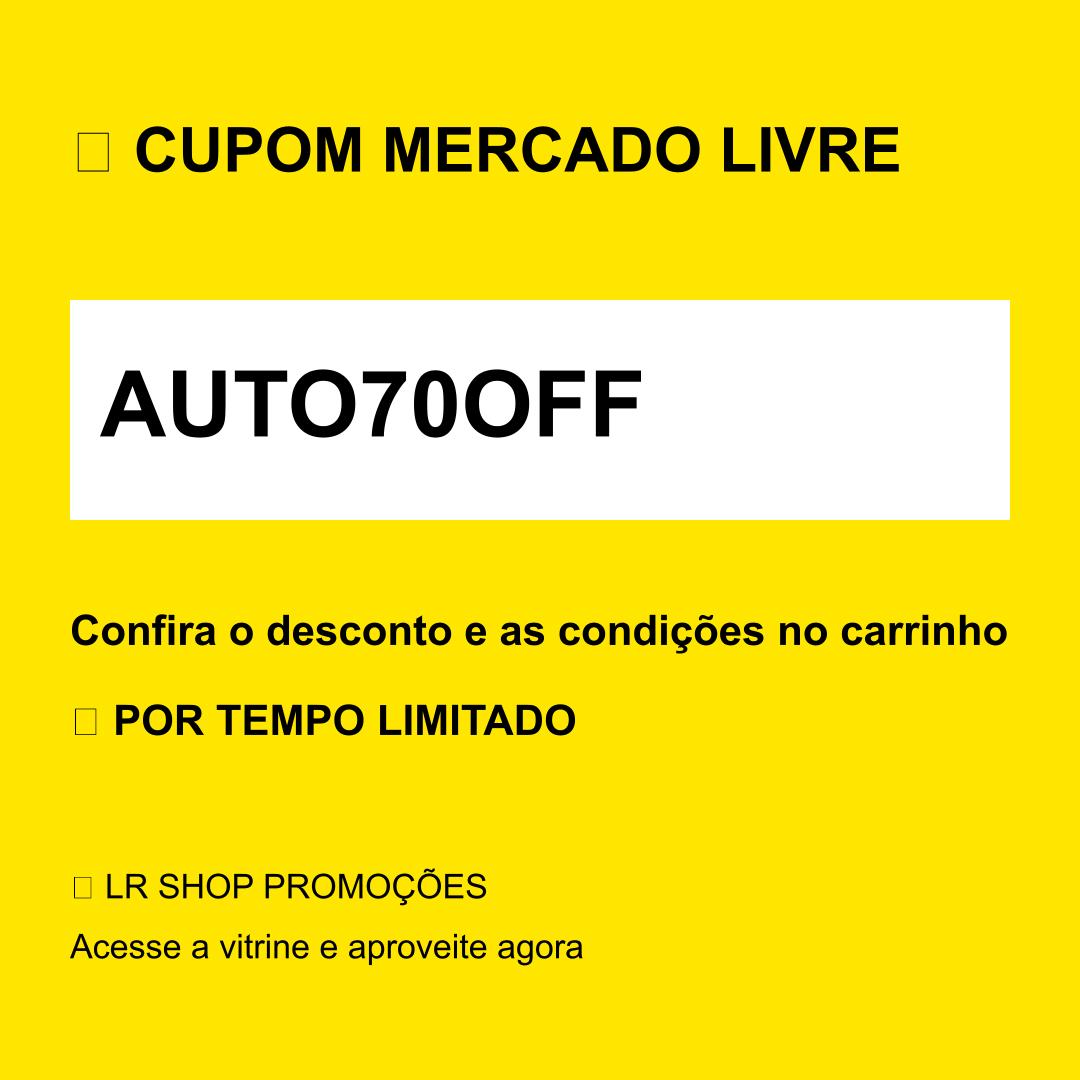 CUPOM MERCADO LIVRE
AUTO70OFF
Confira o desconto e as condições no carrinho
POR TEMPO LIMITADO
LR SHOP PROMOÇÕES
Acesse a vitrine e aproveite agora